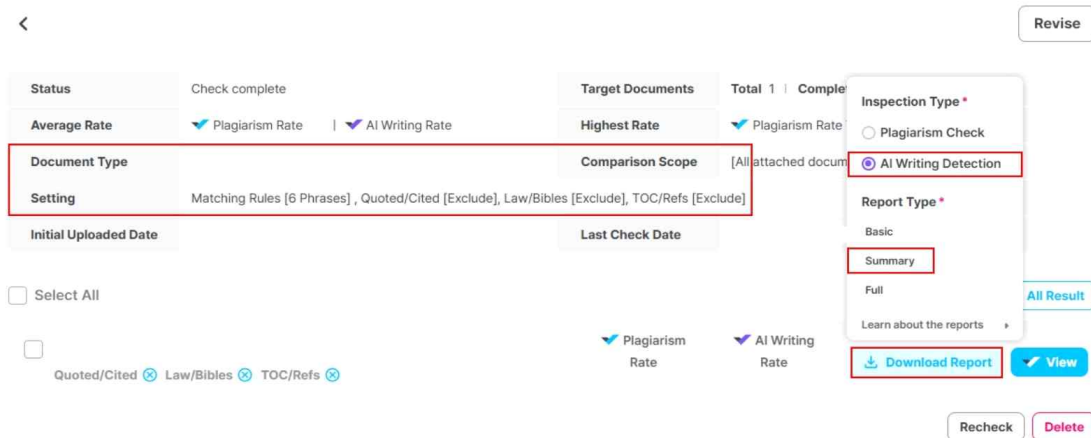 Revise
Status Check complete Target Documents Total 1 | Complet
Inspection Type *
Average Rate Plagiarism Rate | AI Writing Rate Highest Rate Plagiarism Rate
Plagiarism Check
Document Type Comparison Scope [All attached docum
AI Writing Detection
Setting Matching Rules [6 Phrases] , Quoted/Cited [Exclude], Law/Bibles [Exclude], TOC/Refs [Exclude]
Report Type *
Basic
Initial Uploaded Date Last Check Date
Summary
Full
Select All All Result
Learn about the reports
Plagiarism Rate AI Writing Rate Download Report View
Quoted/Cited Law/Bibles TOC/Refs
Recheck Delete